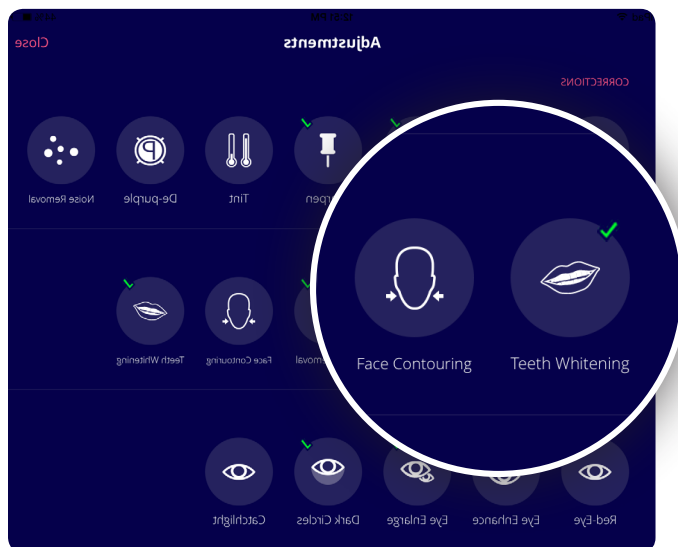 Close
Adjustments
CORRECTIONS
Noise Removal
De-purple
Tint
Teeth Whitening
Face Contouring
Face Contouring
Teeth Whitening
Catchlight
Dark Circles
Eye Enlarge
Eye Enhance
Red-Eye